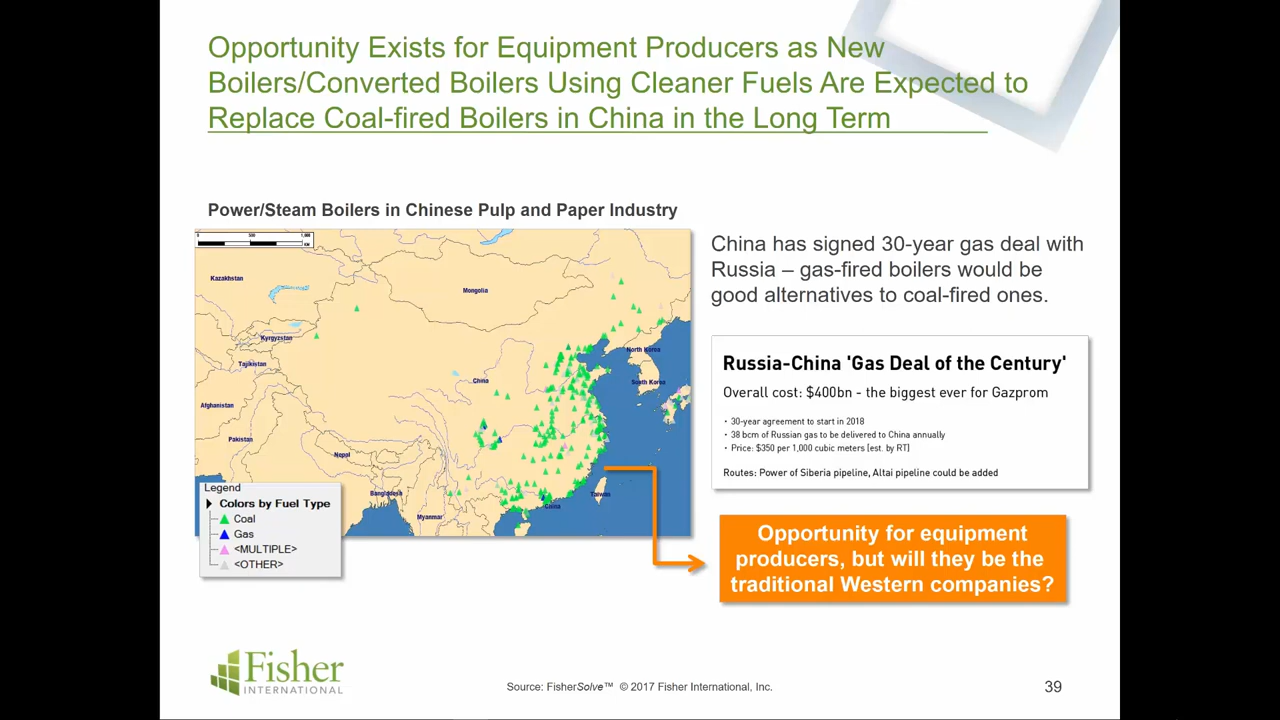 Opportunity Exists for Equipment Producers as New
Boilers/Converted Boilers Using Cleaner Fuels Are Expected to
Replace Coal-fired Boilers in China in the Long Term
Power/Steam Boilers in Chinese Pulp and Paper Industry
0 500 1,000
KM
Kazakhstan
Mongolia
Kyrgyzstan
Tajikistan
North Korea
South Korea
China
Afghanistan
Pakistan
Nepal
Bangladesh
Myanmar
Taiwan
China
Legend
Colors by Fuel Type
Coal
Gas
<MULTIPLE>
<OTHER>
China has signed 30-year gas deal with
Russia – gas-fired boilers would be
good alternatives to coal-fired ones.
Russia-China 'Gas Deal of the Century'
Overall cost: $400bn - the biggest ever for Gazprom
• 30-year agreement to start in 2018
• 38 bcm of Russian gas to be delivered to China annually
• Price: $350 per 1,000 cubic meters [est. by RT]
Routes: Power of Siberia pipeline, Altai pipeline could be added
Opportunity for equipment
producers, but will they be the
traditional Western companies?
Fisher
INTERNATIONAL
Source: FisherSolve™ © 2017 Fisher International, Inc.
39